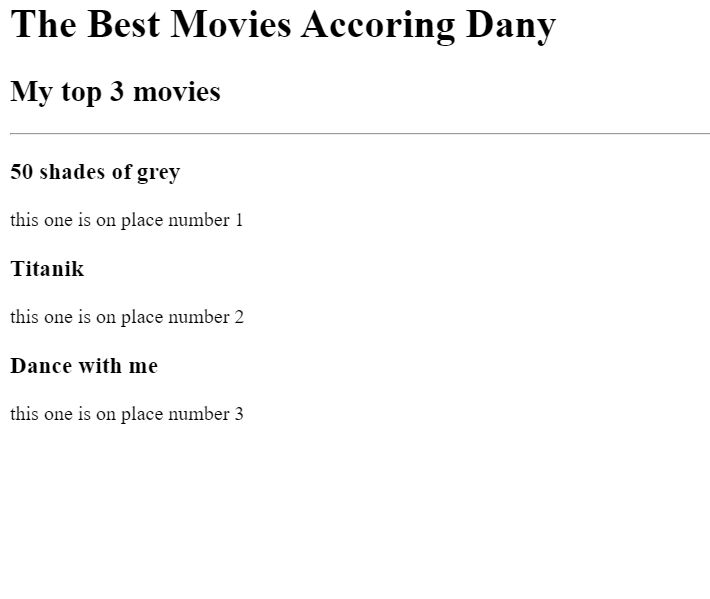 The Best Movies Accoring Dany
My top 3 movies
50 shades of grey
this one is on place number 1
Titanik
this one is on place number 2
Dance with me
this one is on place number 3